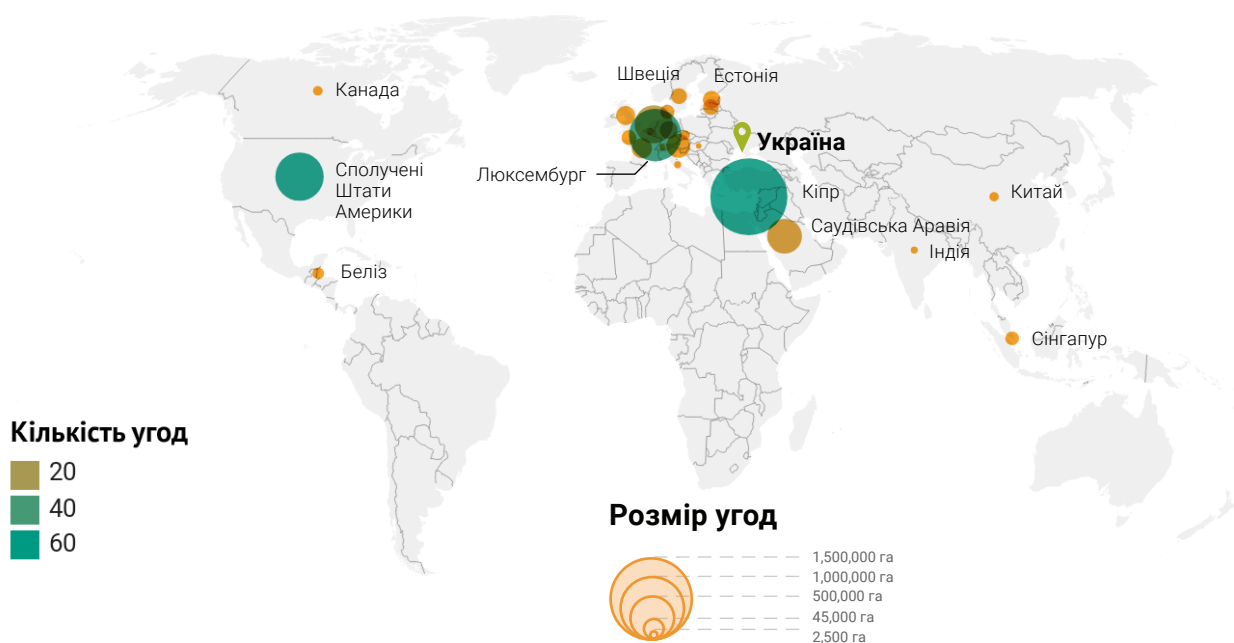 Швеція
Естонія
Канада
Україна
Сполучені
Штати
Америки
Люксембург
Кіпр
Китай
Саудівська Аравія
Індія
Беліз
Сінгапур
Кількість угод
20
40
60
Розмір угод
1,500,000 га
1,000,000 га
500,000 га
45,000 га
2,500 га